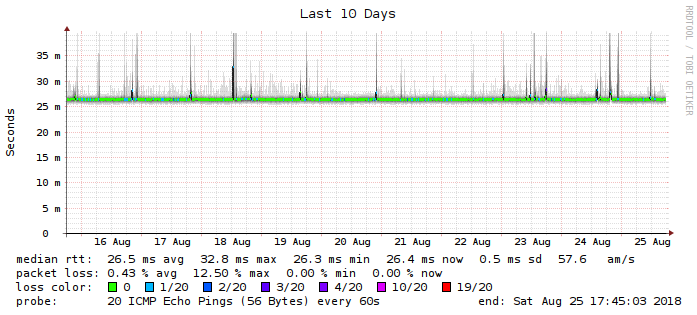 Last 10 Days
RRDTOOL / TOBI OETIKER
Seconds
35 m
30 m
25 m
20 m
15 m
10 m
5 m
0
16 Aug 17 Aug 18 Aug 19 Aug 20 Aug 21 Aug 22 Aug 23 Aug 24 Aug 25 Aug
median rtt: 26.5 ms avg 32.8 ms max 26.3 ms min 26.4 ms now 0.5 ms sd 57.6 am/s
packet loss: 0.43 % avg 12.50 % max 0.00 % min 0.00 % now
loss color: 0 1/20 2/20 3/20 4/20 10/20 19/20
probe: 20 ICMP Echo Pings (56 Bytes) every 60s end: Sat Aug 25 17:45:03 2018